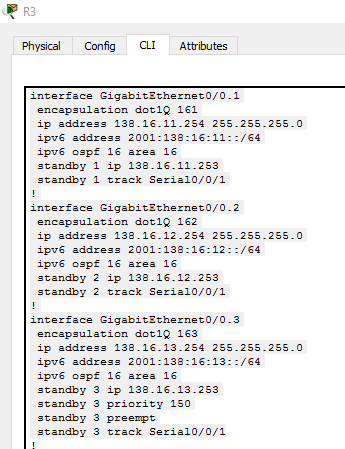 R3
Physical Config CLI Attributes
interface GigabitEthernet0/0.1
encapsulation dot1Q 161
ip address 138.16.11.254 255.255.255.0
ipv6 address 2001:138:16:11::/64
ipv6 ospf 16 area 16
standby 1 ip 138.16.11.253
standby 1 track Serial0/0/1
!
interface GigabitEthernet0/0.2
encapsulation dot1Q 162
ip address 138.16.12.254 255.255.255.0
ipv6 address 2001:138:16:12::/64
ipv6 ospf 16 area 16
standby 2 ip 138.16.12.253
standby 2 track Serial0/0/1
!
interface GigabitEthernet0/0.3
encapsulation dot1Q 163
ip address 138.16.13.254 255.255.255.0
ipv6 address 2001:138:16:13::/64
ipv6 ospf 16 area 16
standby 3 ip 138.16.13.253
standby 3 priority 150
standby 3 preempt
standby 3 track Serial0/0/1
!